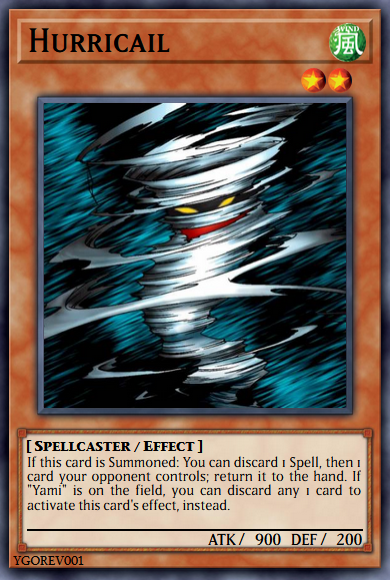 Hurricail
WIND
風
[ Spellcaster / Effect ]
If this card is Summoned: You can discard 1 Spell, then 1
card your opponent controls; return it to the hand. If
"Yami" is on the field, you can discard any 1 card to
activate this card's effect, instead.
ATK / 900 DEF / 200
YGOREV001